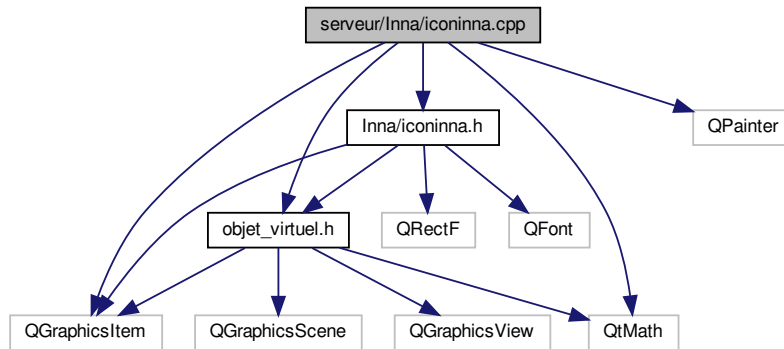 serveur/Inna/iconinna.cpp
Inna/iconinna.h
QPainter
objet_virtuel.h
QRectF
QFont
QGraphicsItem
QGraphicsScene
QGraphicsView
QtMath